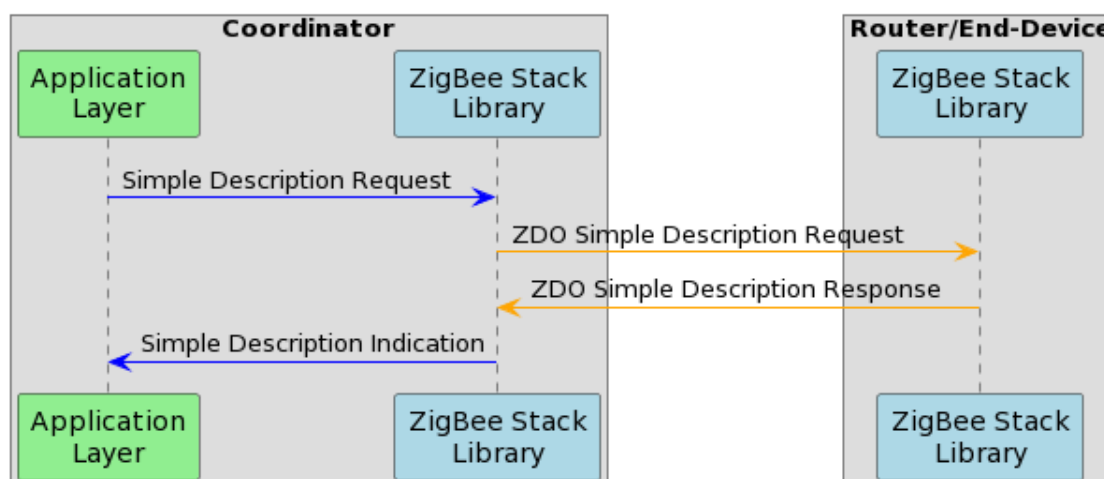 Coordinator
Router/End-Device
Application
Layer
ZigBee Stack
Library
ZigBee Stack
Library
Simple Description Request
ZDO Simple Description Request
ZDO Simple Description Response
Simple Description Indication
Application
Layer
ZigBee Stack
Library
ZigBee Stack
Library